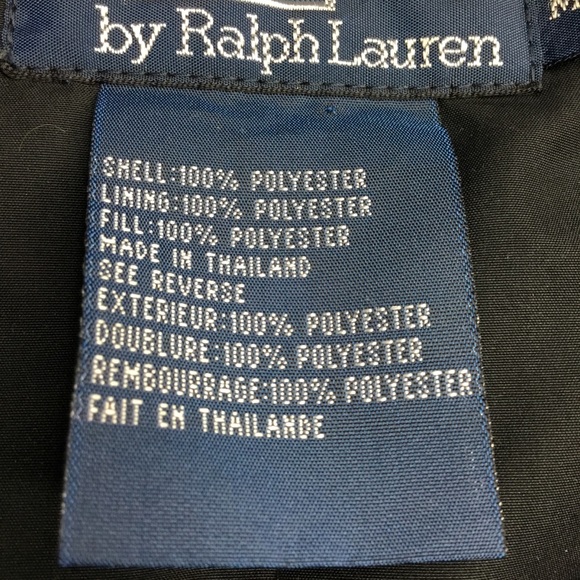 by Ralph Lauren
SHELL:100% POLYESTER
LINING:100% POLYESTER
FILL:100% POLYESTER
MADE IN THAILAND
SEE REVERSE
EXTERIEUR:100% POLYESTER
DOUBLURE:100% POLYESTER
REMBOURRAGE:100% POLYESTER
FAIT EN THAILANDE